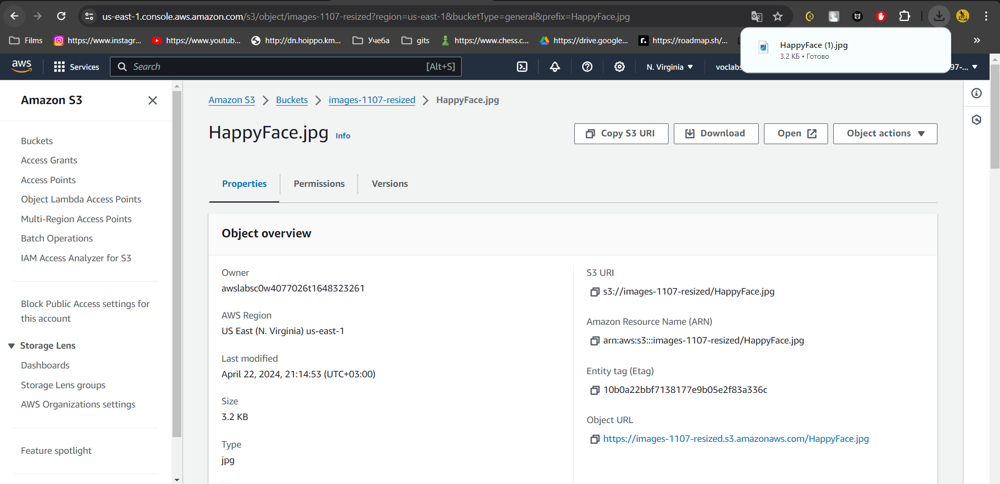 us-east-1.console.aws.amazon.com/s3/object/images-1107-resized?region=us-east-1&bucketType=general&prefix=HappyFace.jpg
Films
https://www.instagr...
https://www.youtub...
http://dn.hoippo.km...
Учеба
gits
https://www.chess.c...
https://drive.google...
https://roadmap.sh/...
HappyFace (1).jpg
3,2 КБ • Готово
aws
Services
Search
[Alt+S]
N. Virginia
voclabs
97-...
Amazon S3
Buckets
Access Grants
Access Points
Object Lambda Access Points
Multi-Region Access Points
Batch Operations
IAM Access Analyzer for S3
Block Public Access settings for
this account
Storage Lens
Dashboards
Storage Lens groups
AWS Organizations settings
Feature spotlight
Amazon S3 > Buckets > images-1107-resized > HappyFace.jpg
HappyFace.jpg Info
Copy S3 URI
Download
Open
Object actions
Properties
Permissions
Versions
Object overview
Owner
awslabsc0w4077026t1648323261
AWS Region
US East (N. Virginia) us-east-1
Last modified
April 22, 2024, 21:14:53 (UTC+03:00)
Size
3.2 KB
Type
jpg
S3 URI
s3://images-1107-resized/HappyFace.jpg
Amazon Resource Name (ARN)
arn:aws:s3:::images-1107-resized/HappyFace.jpg
Entity tag (Etag)
10b0a22bbf7138177e9b05e2f83a336c
Object URL
https://images-1107-resized.s3.amazonaws.com/HappyFace.jpg